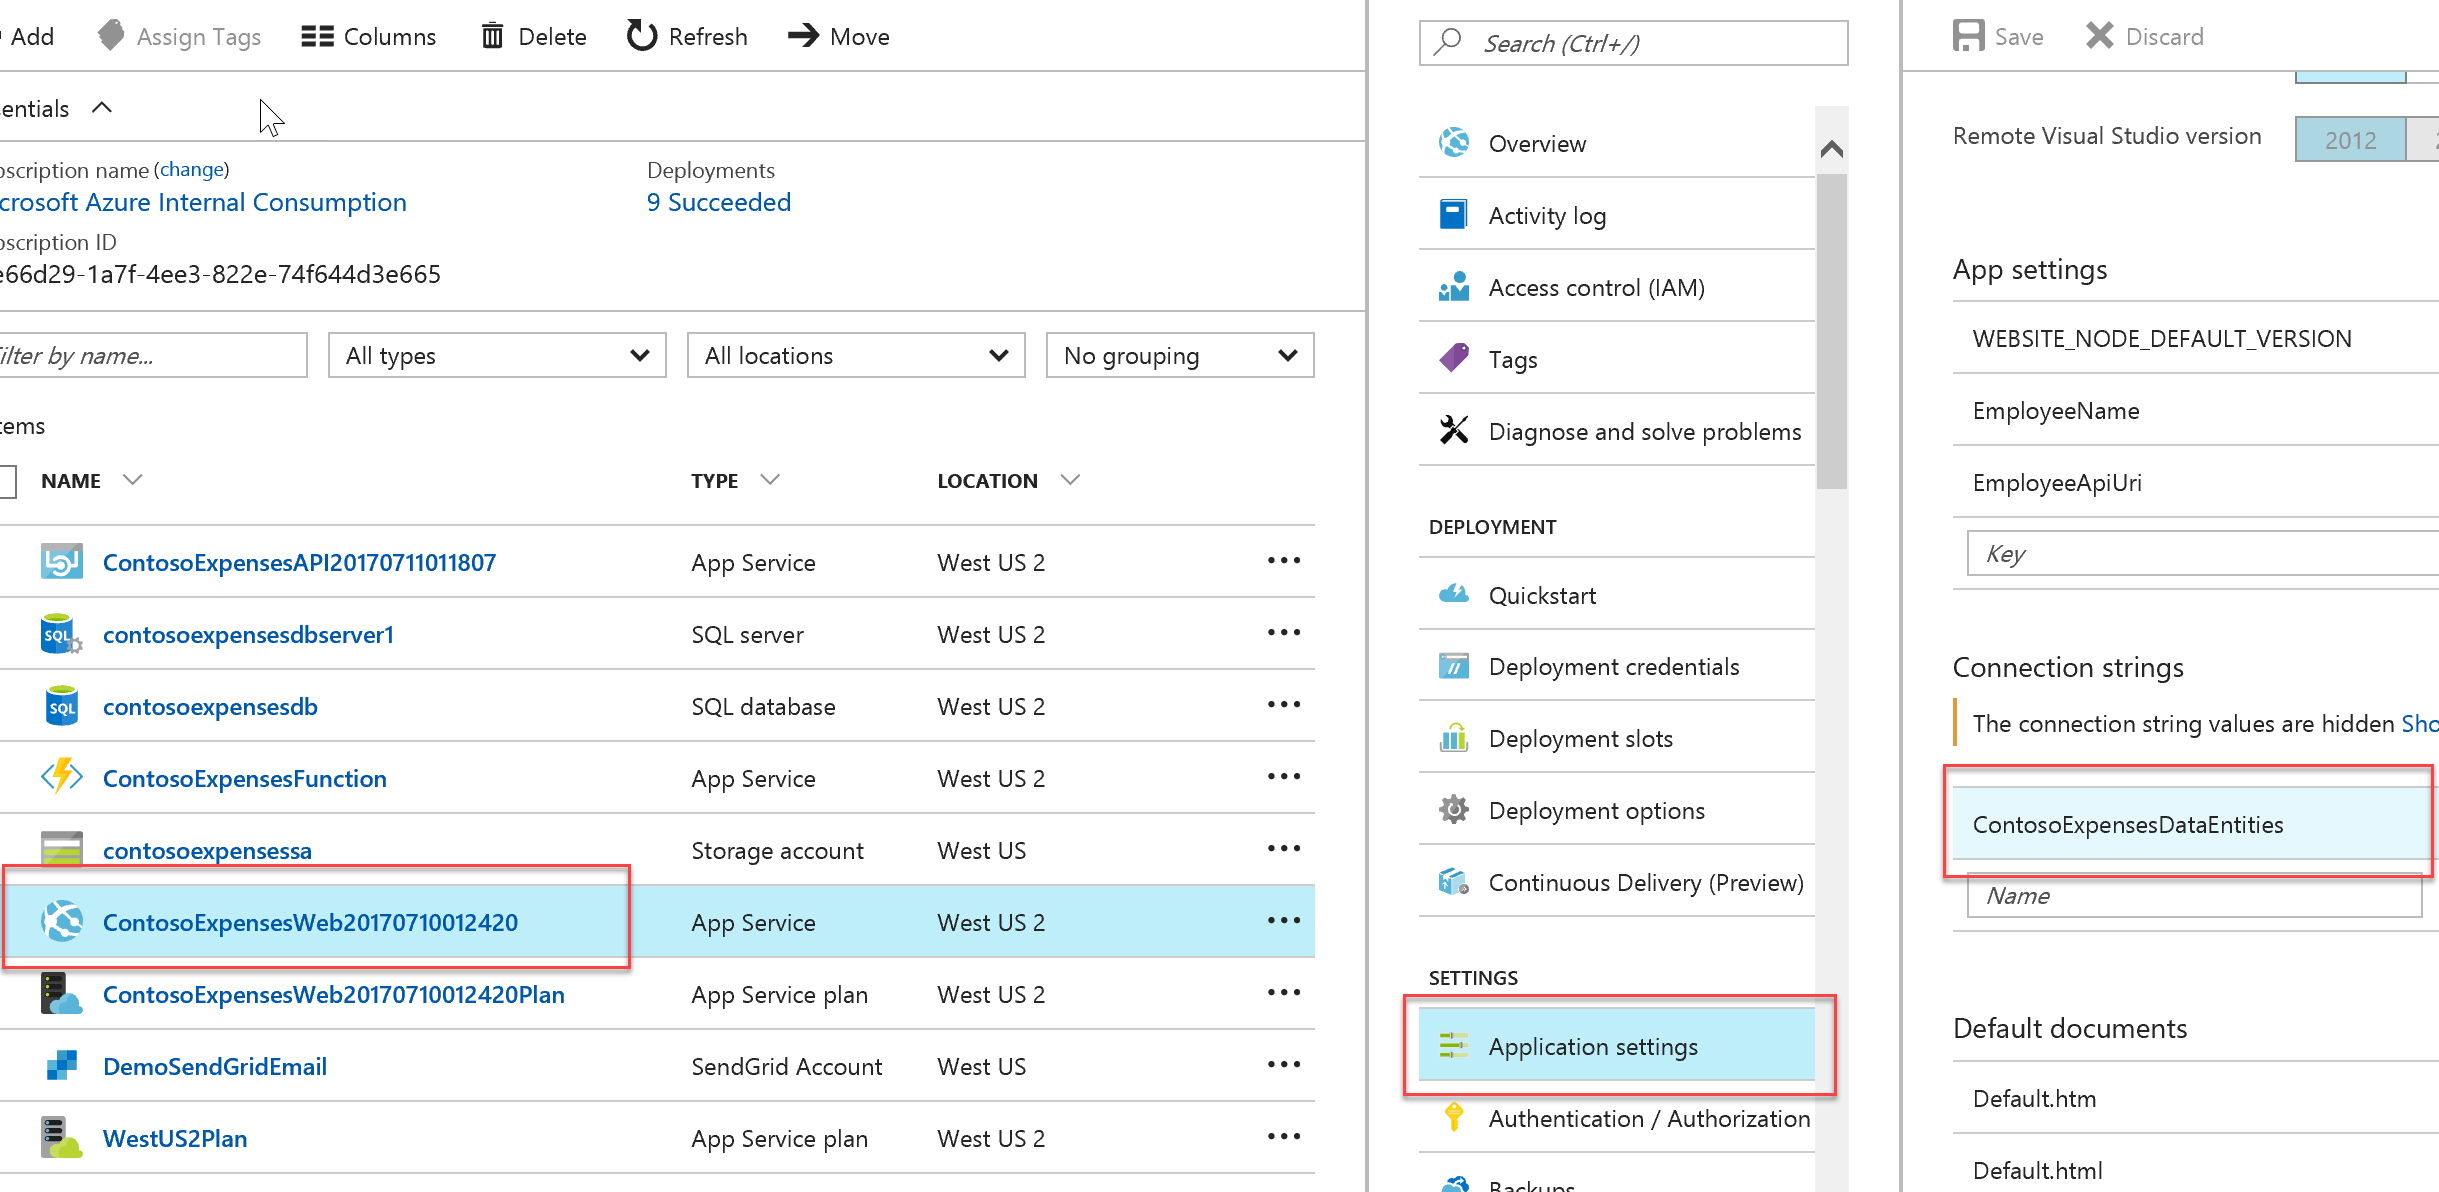 Add
Assign Tags
Columns
Delete
Refresh
Move
entials
bscription name (change)
crosoft Azure Internal Consumption
Deployments
9 Succeeded
bscription ID
e66d29-1a7f-4ee3-822e-74f644d3e665
ilter by name...
All types
All locations
No grouping
tems
NAME TYPE LOCATION
ContosoExpensesAPI20170711011807 App Service West US 2 •••
contosoexpensesdbserver1 SQL server West US 2 •••
contosoexpensesdb SQL database West US 2 •••
ContosoExpensesFunction App Service West US 2 •••
contosoexpensessa Storage account West US •••
ContosoExpensesWeb20170710012420 App Service West US 2 •••
ContosoExpensesWeb20170710012420Plan App Service plan West US 2 •••
DemoSendGridEmail SendGrid Account West US •••
WestUS2Plan App Service plan West US 2 •••
Search (Ctrl+/)
Overview
Activity log
Access control (IAM)
Tags
Diagnose and solve problems
DEPLOYMENT
Quickstart
Deployment credentials
Deployment slots
Deployment options
Continuous Delivery (Preview)
SETTINGS
Application settings
Authentication / Authorization
Backups
Save
Discard
Remote Visual Studio version
2012
App settings
WEBSITE_NODE_DEFAULT_VERSION
EmployeeName
EmployeeApiUri
Key
Connection strings
The connection string values are hidden Sho
ContosoExpensesDataEntities
Name
Default documents
Default.htm
Default.html